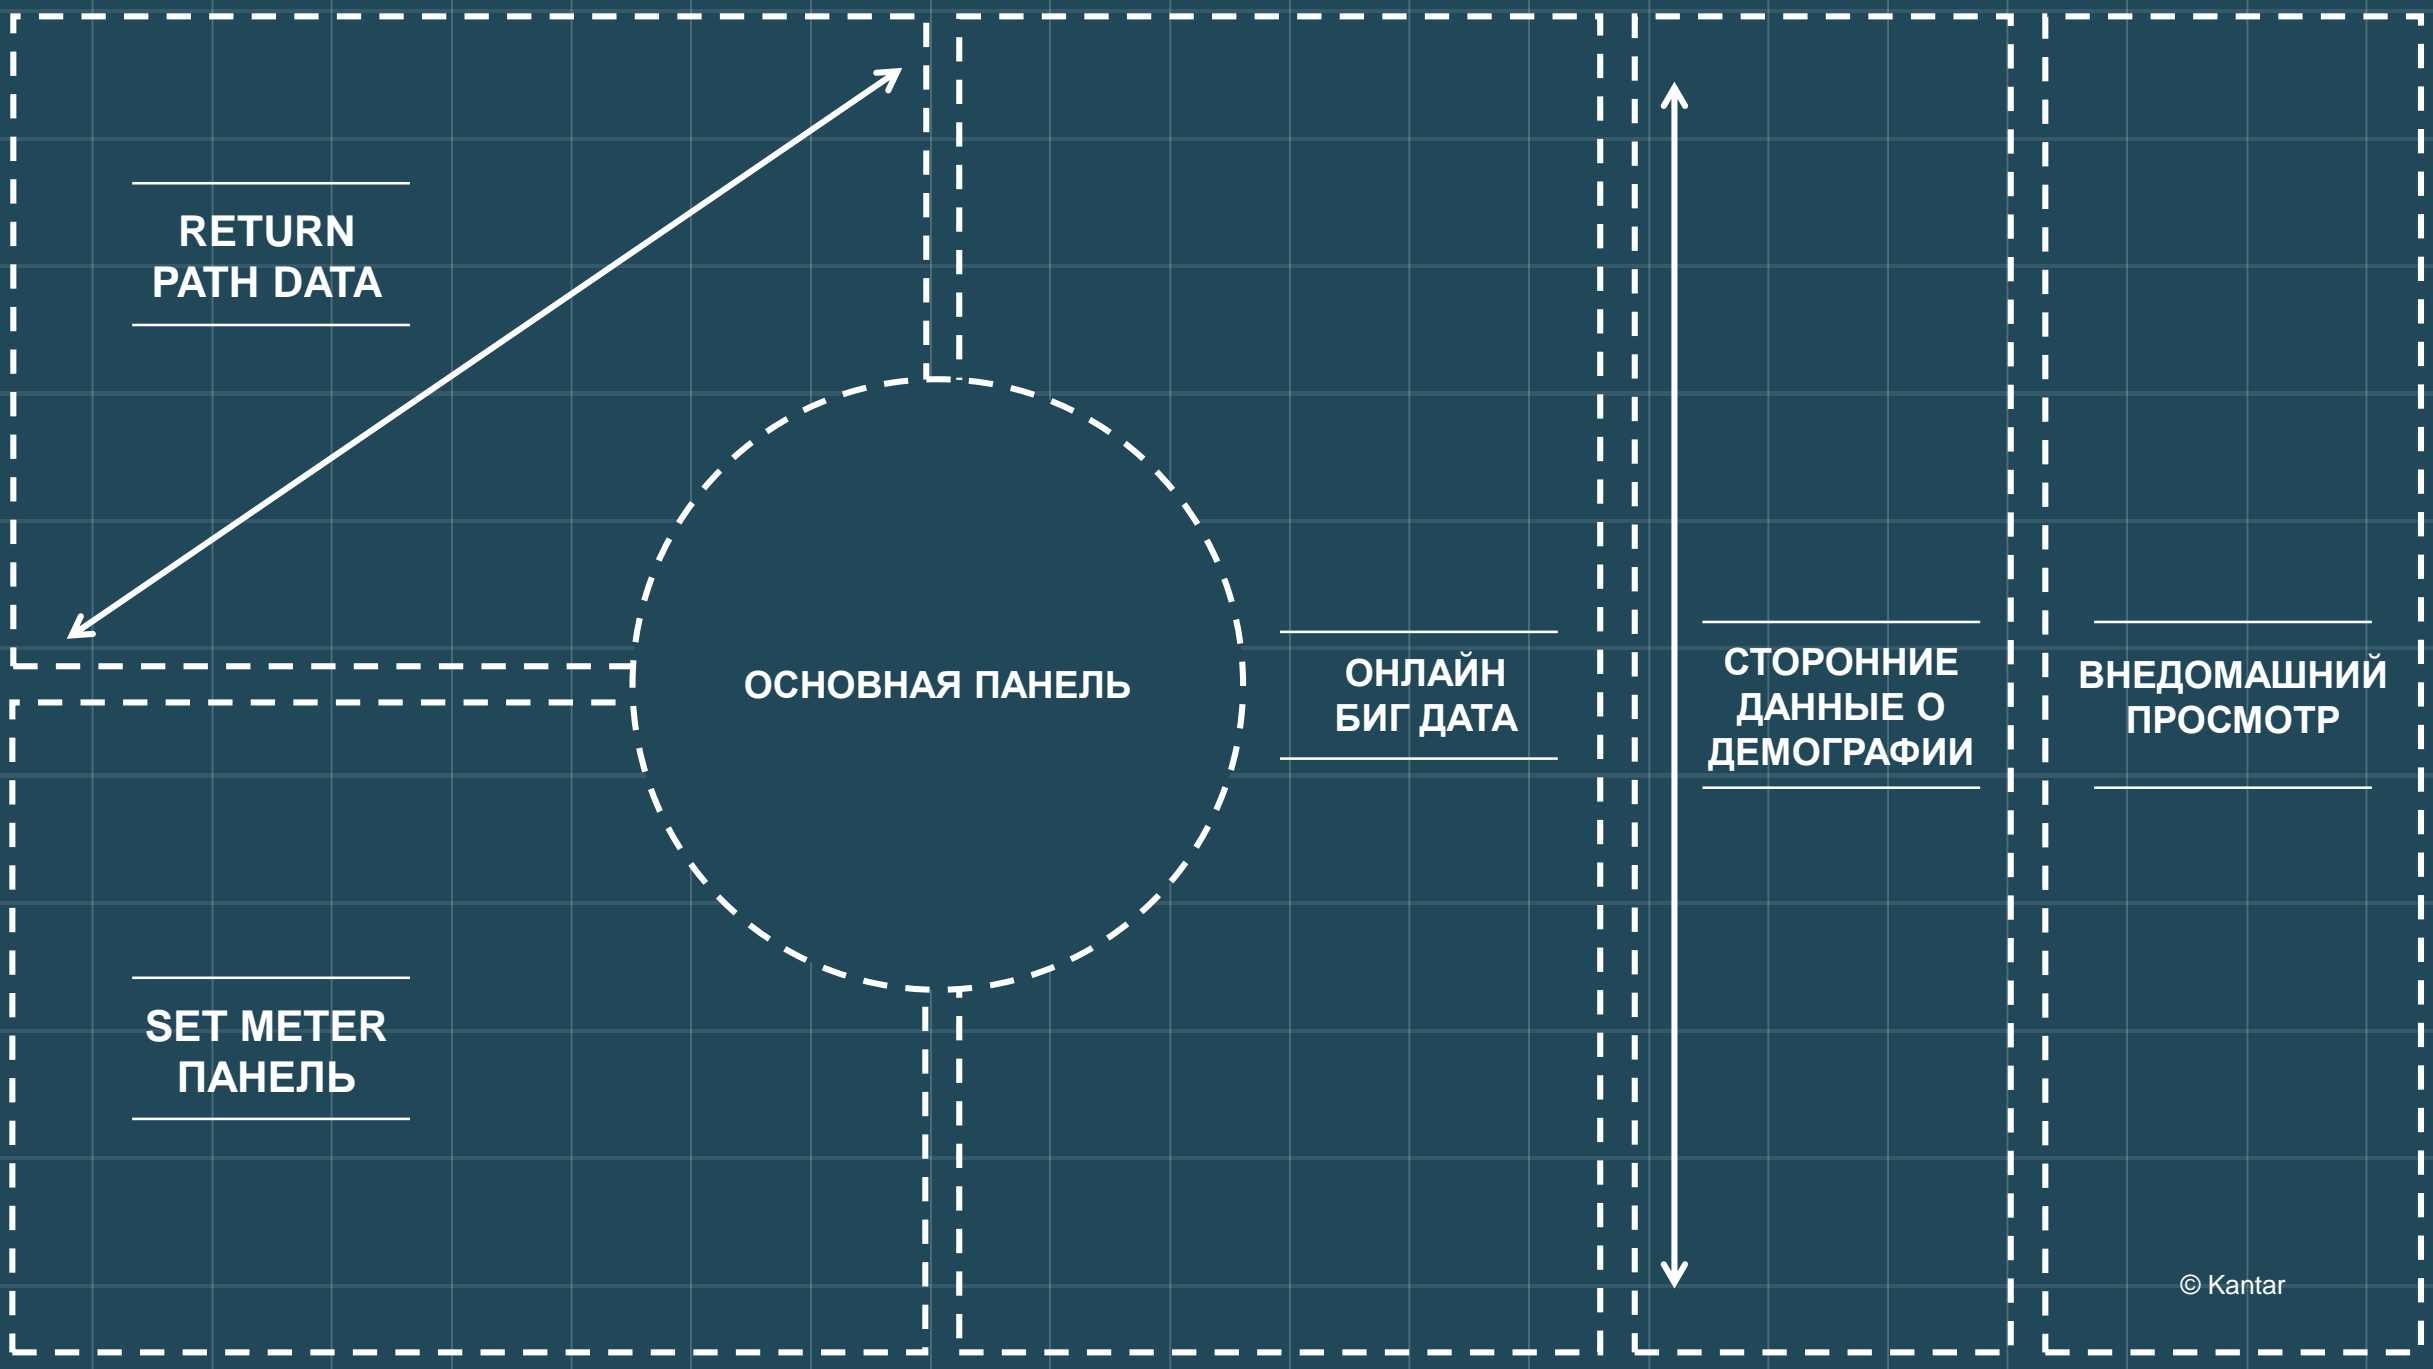 RETURN
PATH DATA
SET METER
ПАНЕЛЬ
ОСНОВНАЯ ПАНЕЛЬ
ОНЛАЙН
БИГ ДАТА
СТОРОННИЕ
ДАННЫЕ О
ДЕМОГРАФИИ
ВНЕДОМАШНИЙ
ПРОСМОТР
© Kantar